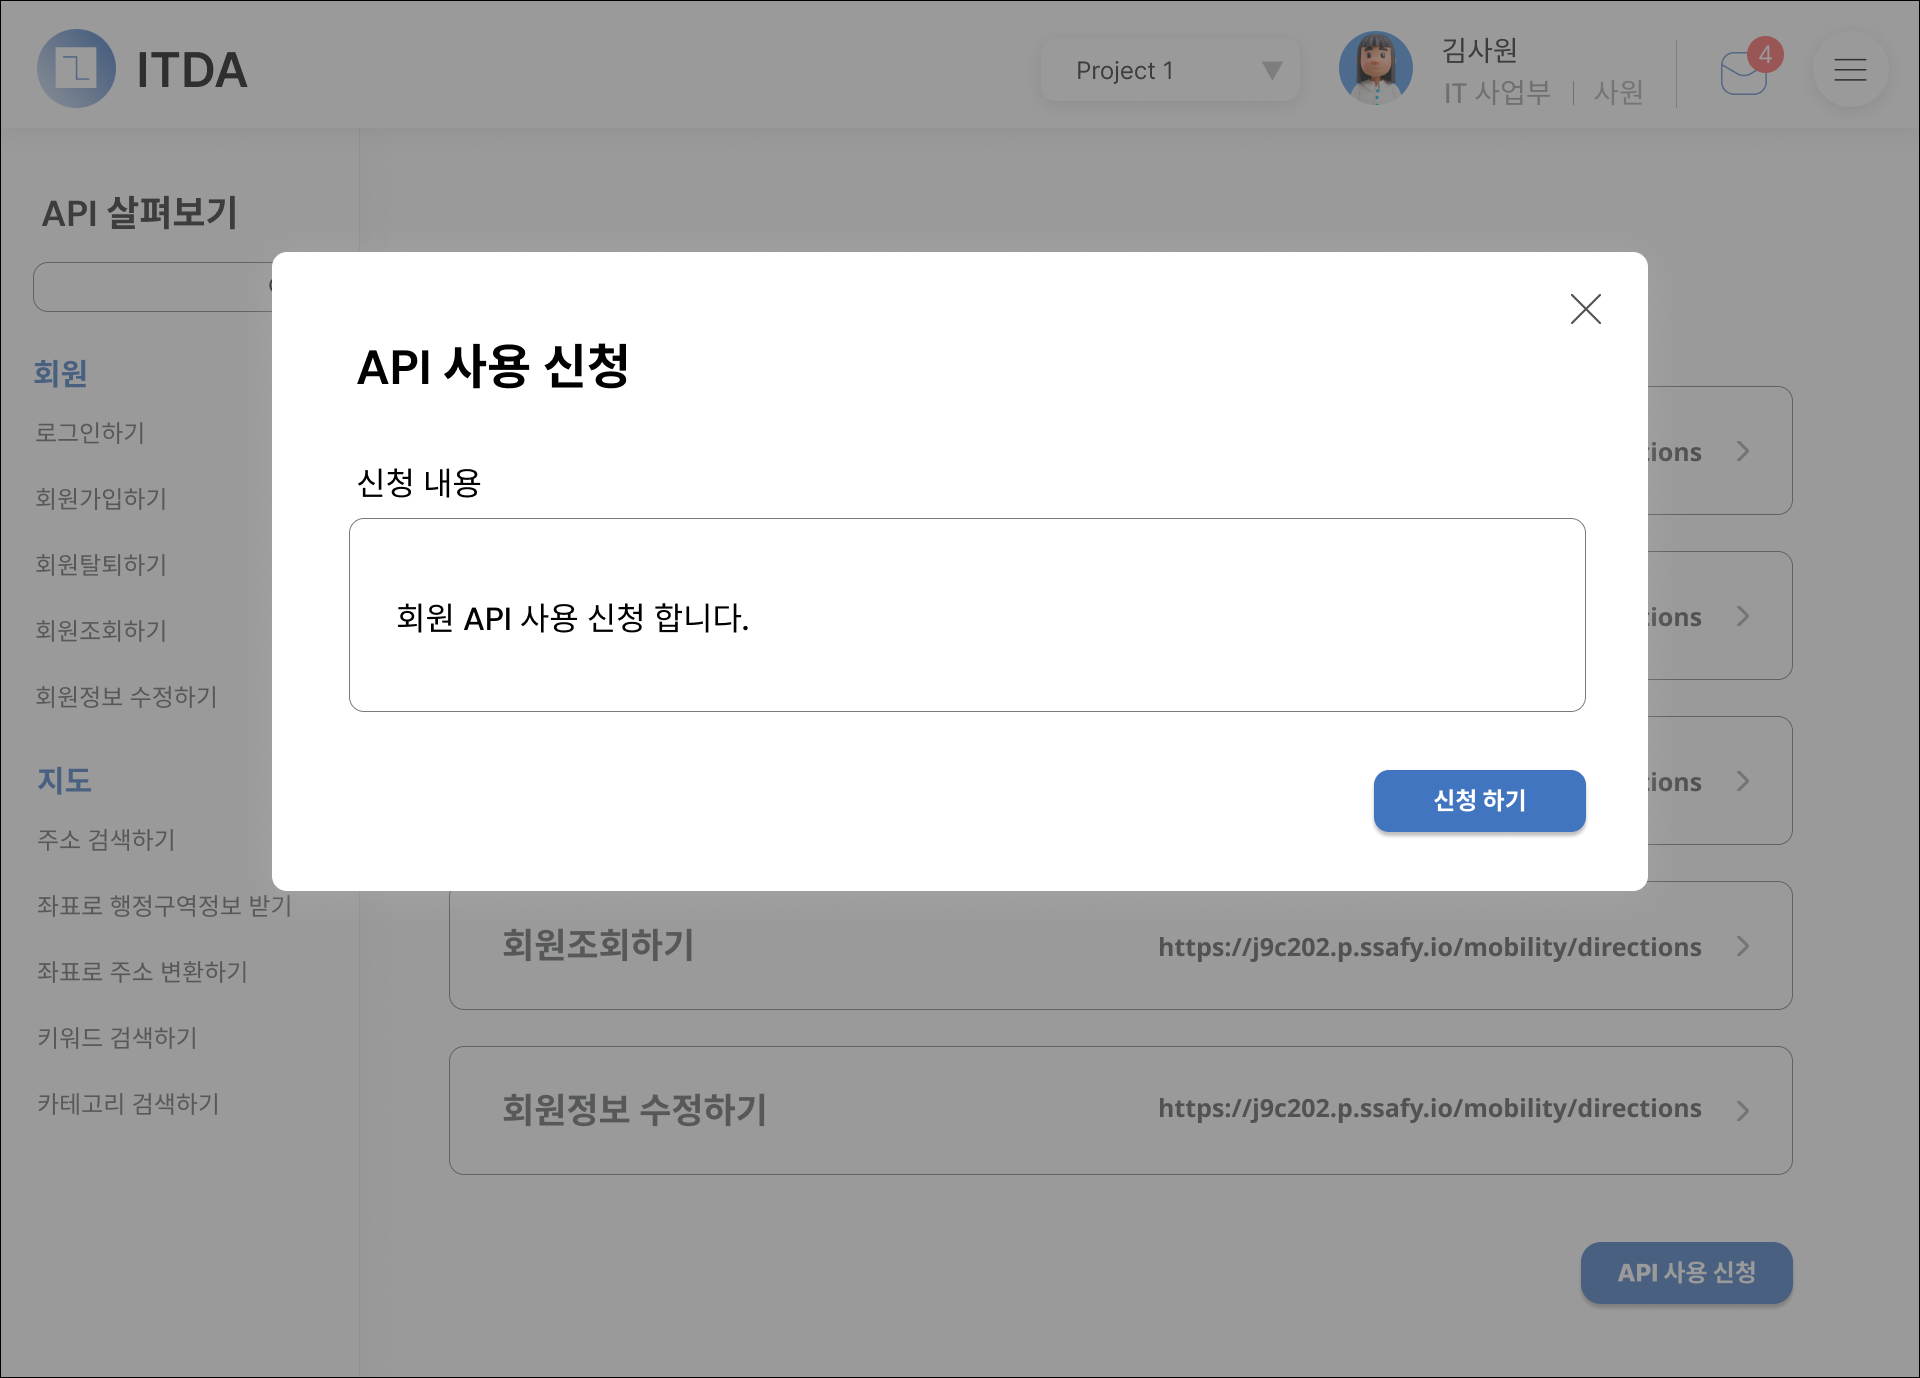 ITDA
Project 1
김사원
IT 사업부 | 사원
4
API 살펴보기
회원
로그인하기
회원가입하기
회원탈퇴하기
회원조회하기
회원정보 수정하기
지도
주소 검색하기
좌표로 행정구역정보 받기
좌표로 주소 변환하기
키워드 검색하기
카테고리 검색하기
API 사용 신청
신청 내용
회원 API 사용 신청 합니다.
신청 하기
회원조회하기 https://j9c202.p.ssafy.io/mobility/directions
회원정보 수정하기 https://j9c202.p.ssafy.io/mobility/directions
API 사용 신청